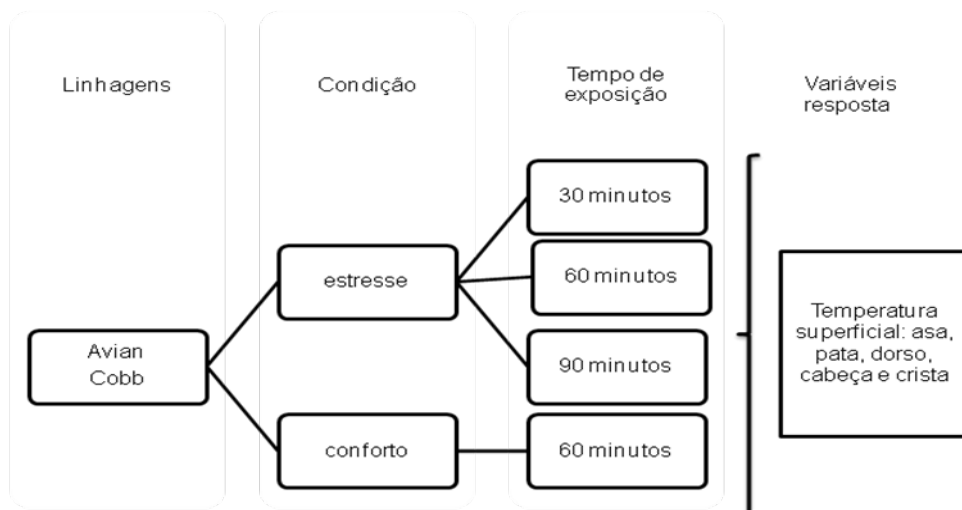 Linhagens
Condição
Tempo de
exposição
Variáveis
resposta
30 minutos
estresse
60 minutos
Avian
Cobb
90 minutos
conforto
60 minutos
Temperatura
superficial: asa,
pata, dorso,
cabeça e crista